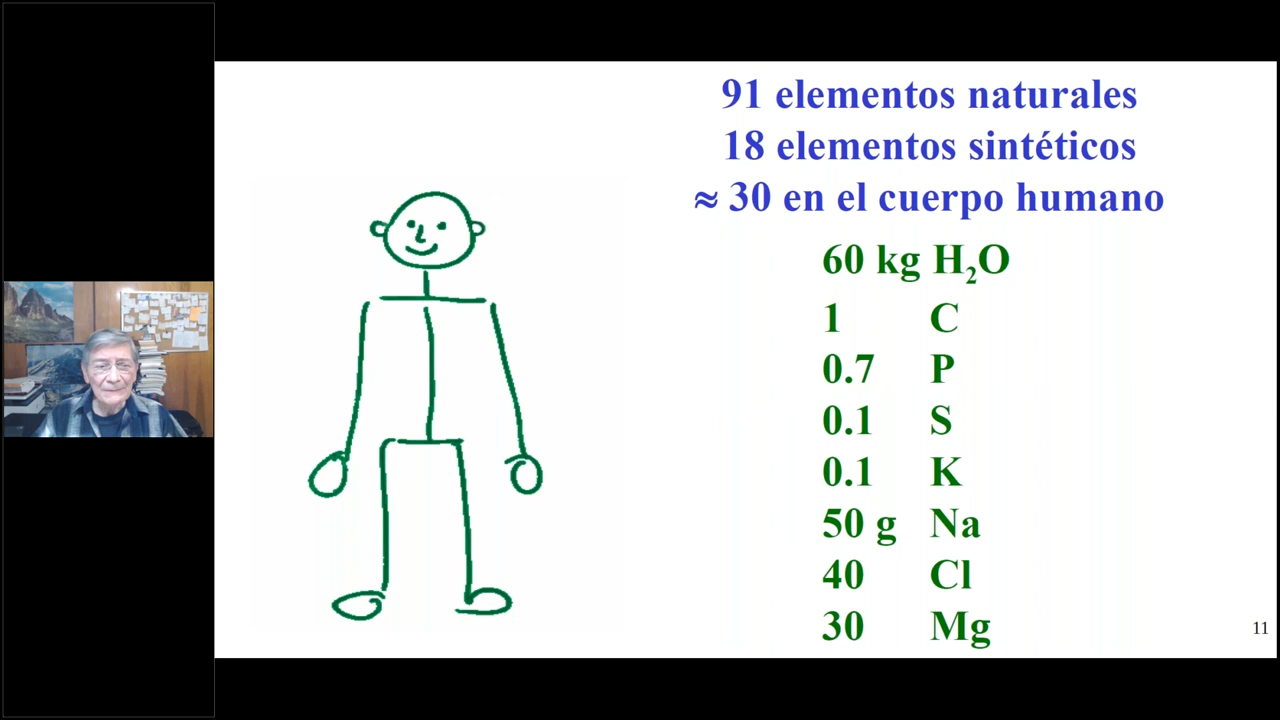 91 elementos naturales
18 elementos sintéticos
≈ 30 en el cuerpo humano
60 kg H₂O
1 C
0.7 P
0.1 S
0.1 K
50 g Na
40 Cl
30 Mg
11